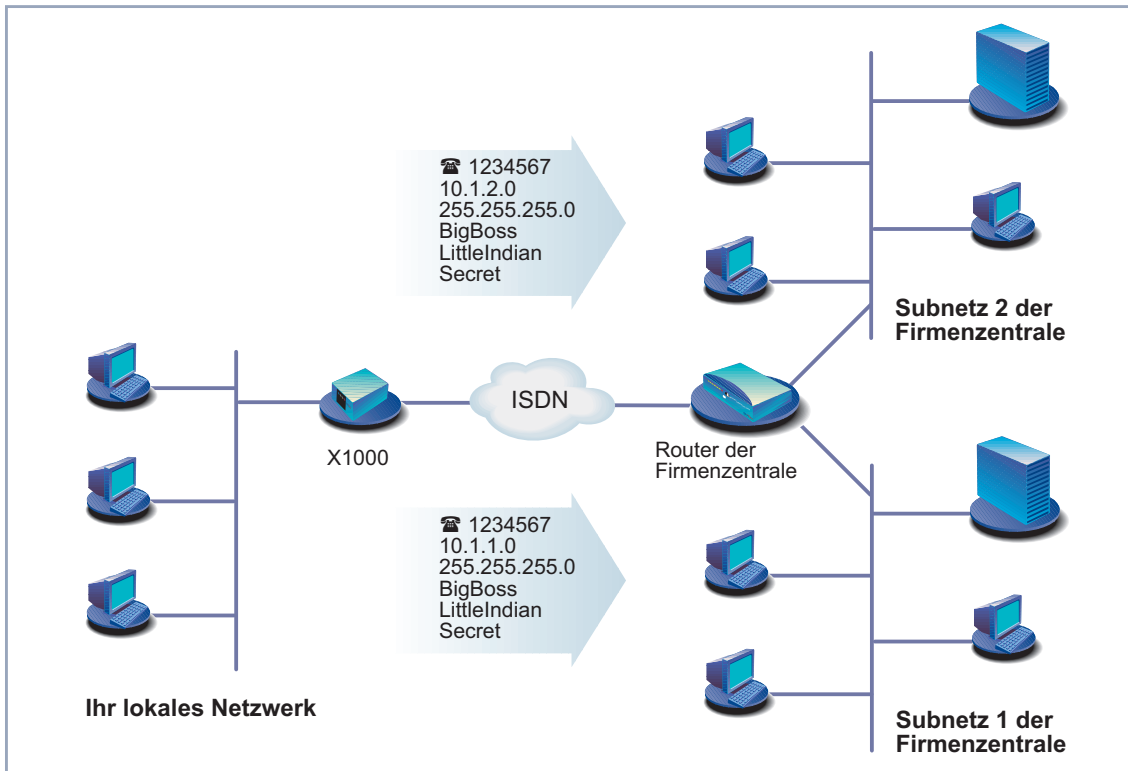 ☎ 1234567
10.1.2.0
255.255.255.0
BigBoss
LittleIndian
Secret
Subnetz 2 der
Firmenzentrale
ISDN
X1000
Router der
Firmenzentrale
☎ 1234567
10.1.1.0
255.255.255.0
BigBoss
LittleIndian
Secret
Ihr lokales Netzwerk
Subnetz 1 der
Firmenzentrale